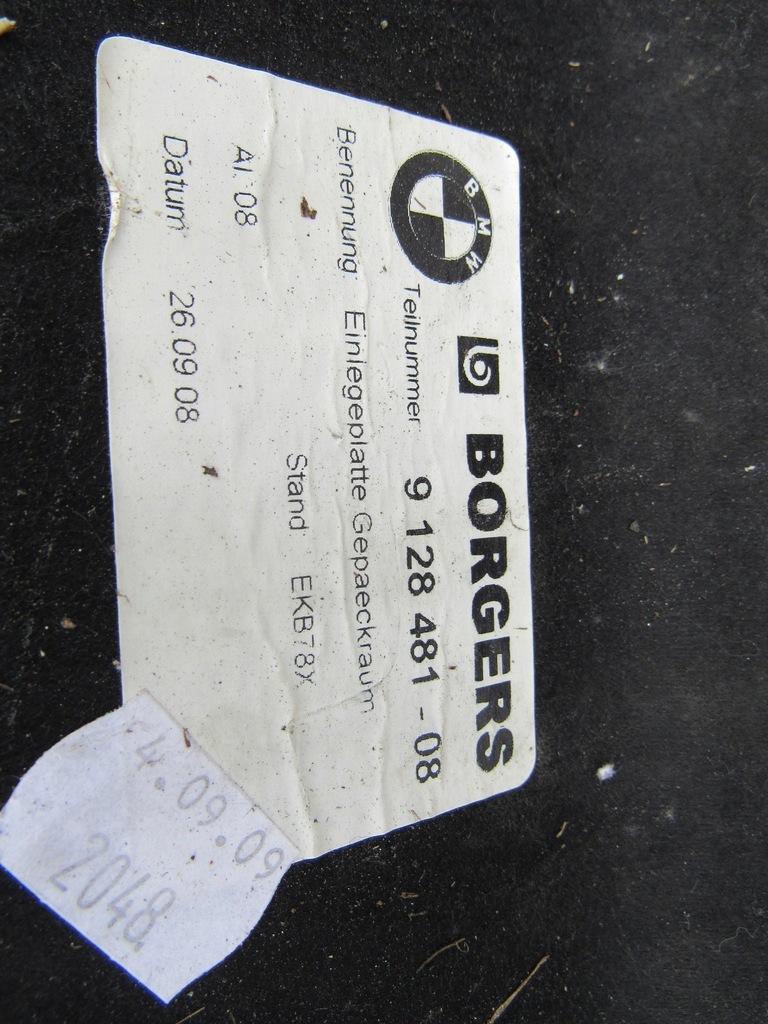 BMW
BORGERS
Teilnummer: 9 128 481 - 08
Benennung: Einlegeplatte Gepaeckraum
Stand: EKB78X
AI: 08
Datum: 26.09.08
4.09.09
2048